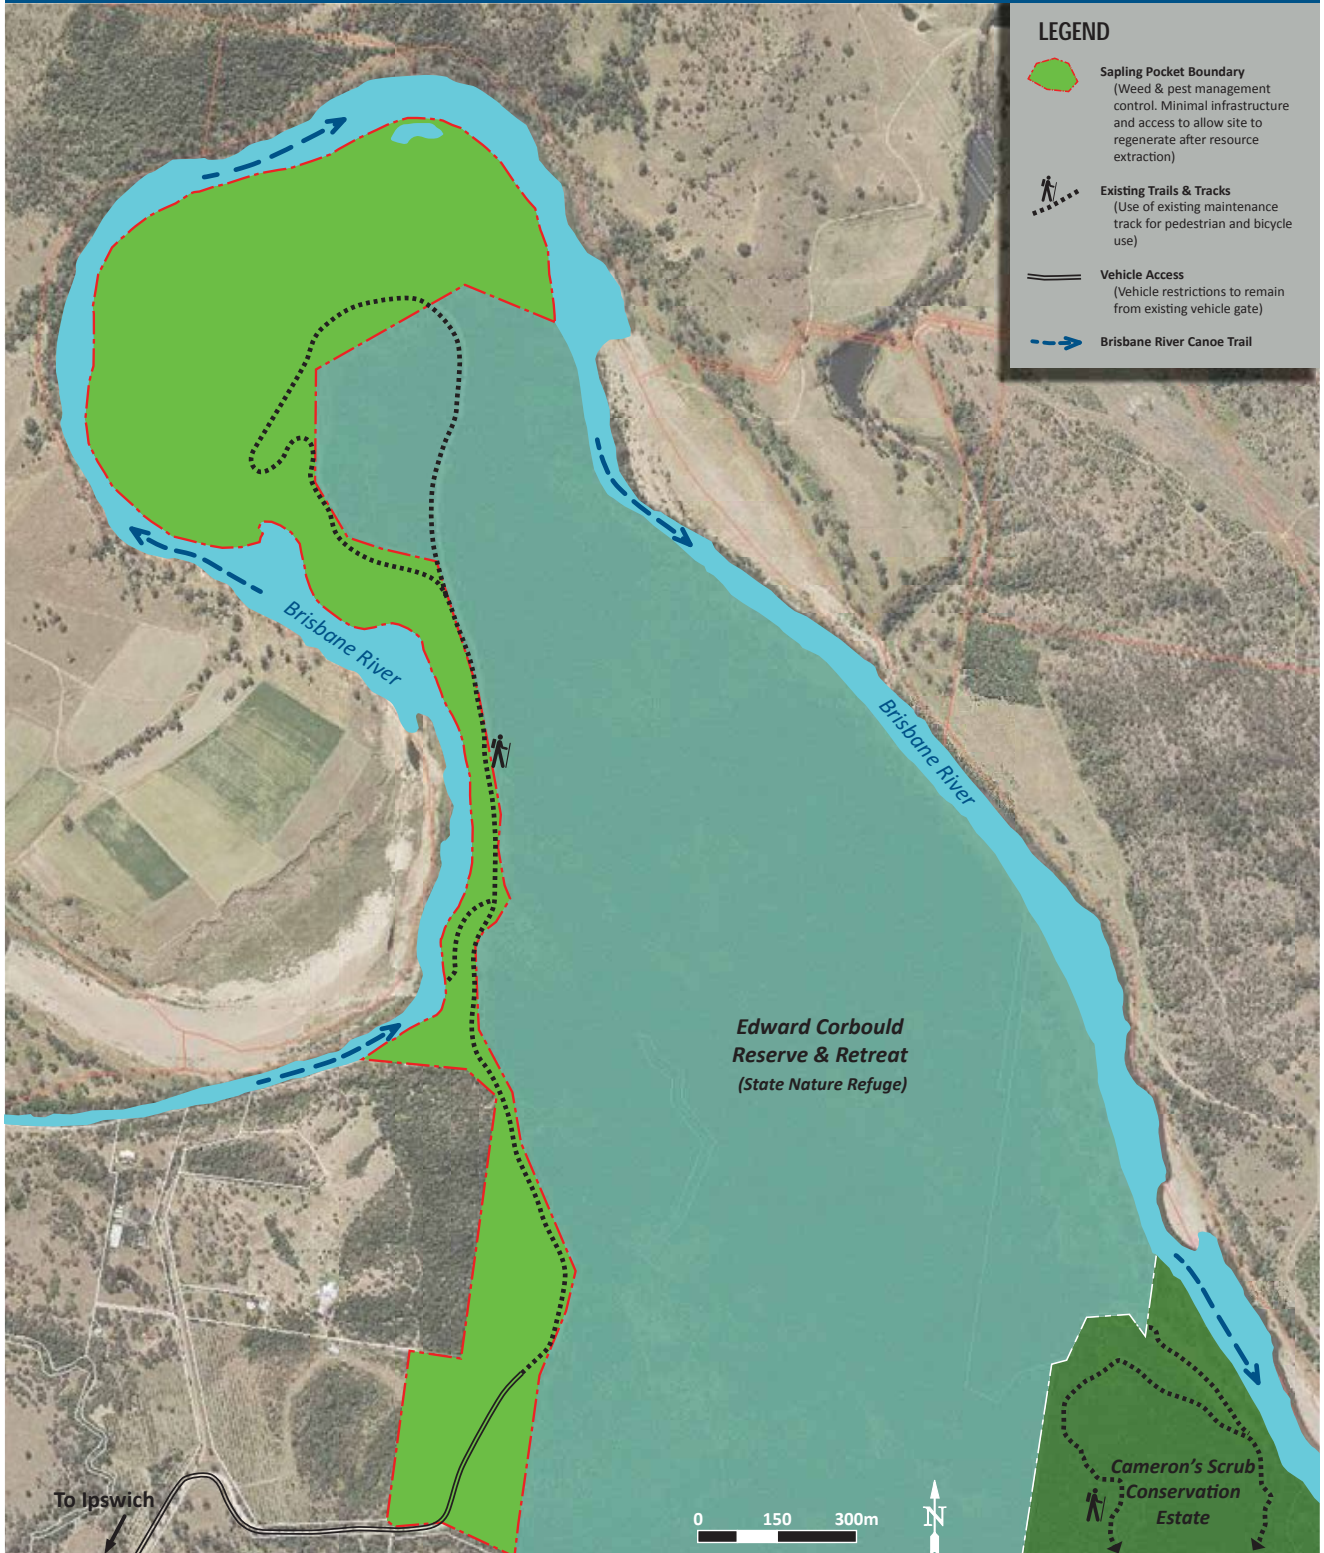 LEGEND
Sapling Pocket Boundary
(Weed & pest management
control. Minimal infrastructure
and access to allow site to
regenerate after resource
extraction)
Existing Trails & Tracks
(Use of existing maintenance
track for pedestrian and bicycle
use)
Vehicle Access
(Vehicle restrictions to remain
from existing vehicle gate)
Brisbane River Canoe Trail
Brisbane River
Brisbane River
Edward Corbould
Reserve & Retreat
(State Nature Refuge)
Cameron's Scrub
Conservation
Estate
To Ipswich
0 150 300m
N